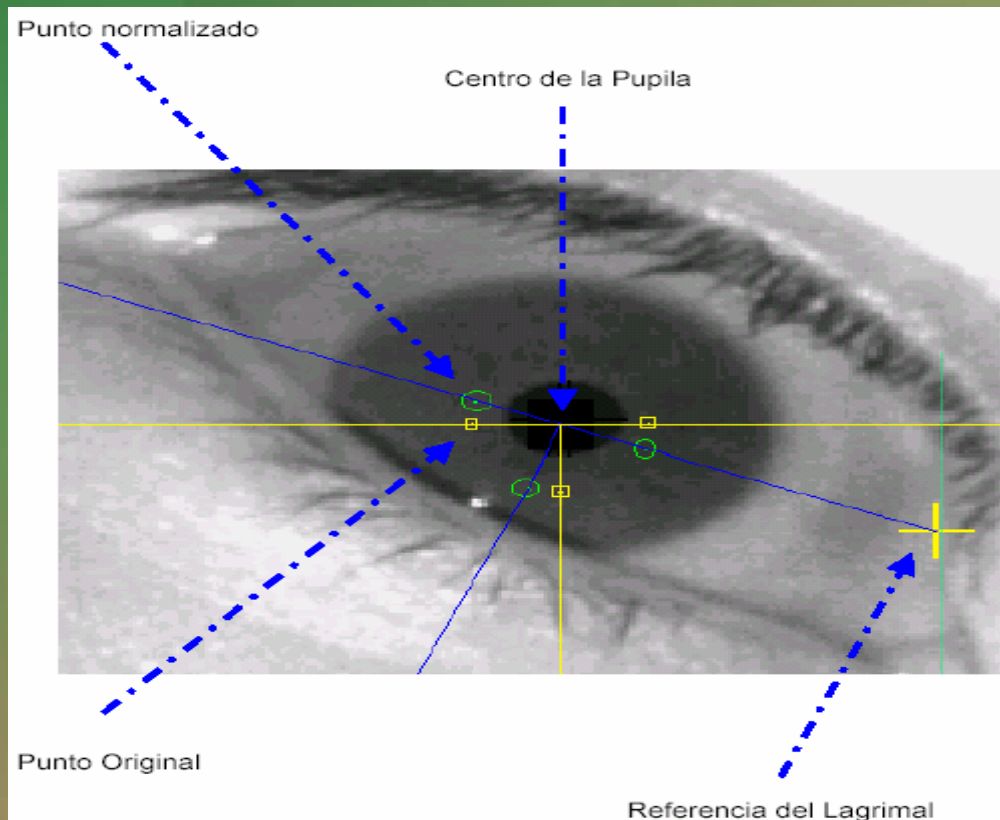 Punto normalizado
Centro de la Pupila
Punto Original
Referencia del Lagrimal